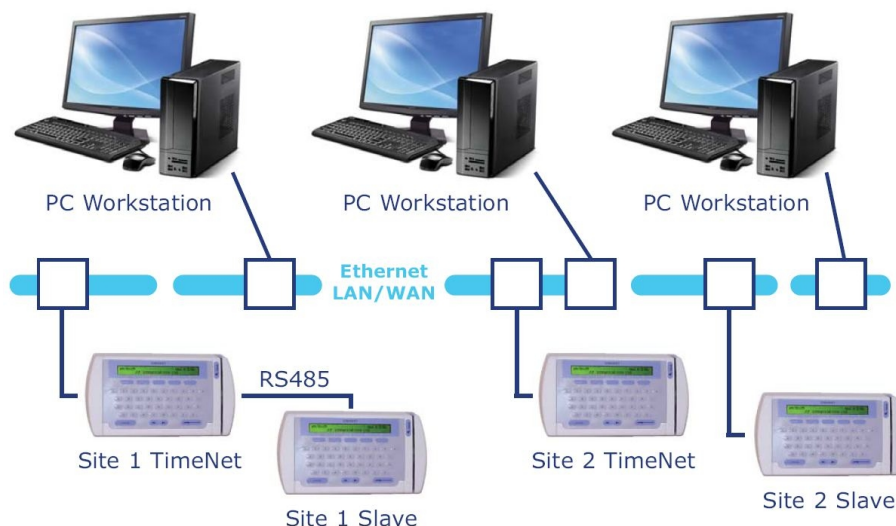 PC Workstation
PC Workstation
PC Workstation
Ethernet
LAN/WAN
RS485
Site 1 TimeNet
Site 2 TimeNet
Site 1 Slave
Site 2 Slave